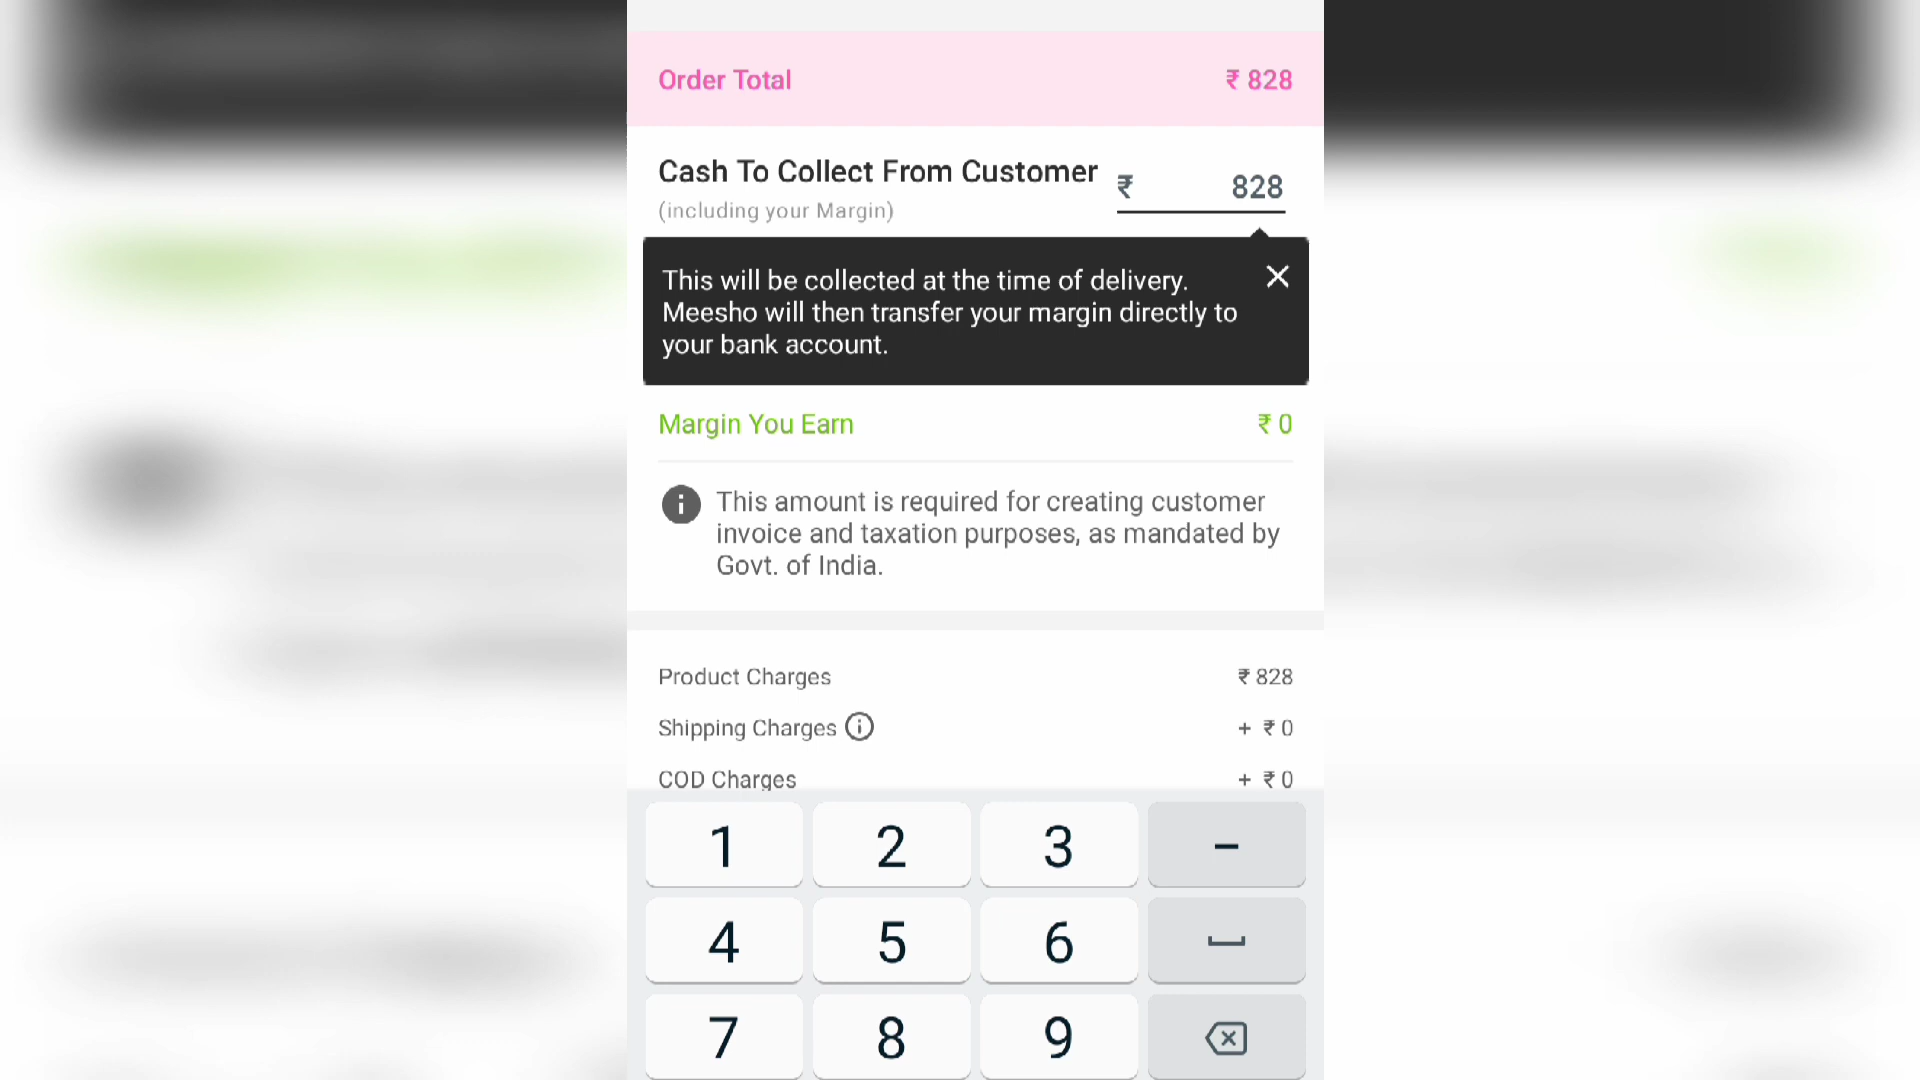 Order Total ₹ 828
Cash To Collect From Customer ₹ 828
(including your Margin)
This will be collected at the time of delivery.
Meesho will then transfer your margin directly to
your bank account.
Margin You Earn ₹ 0
This amount is required for creating customer
invoice and taxation purposes, as mandated by
Govt. of India.
Product Charges ₹ 828
Shipping Charges + ₹ 0
COD Charges + ₹ 0
1 2 3 –
4 5 6
7 8 9